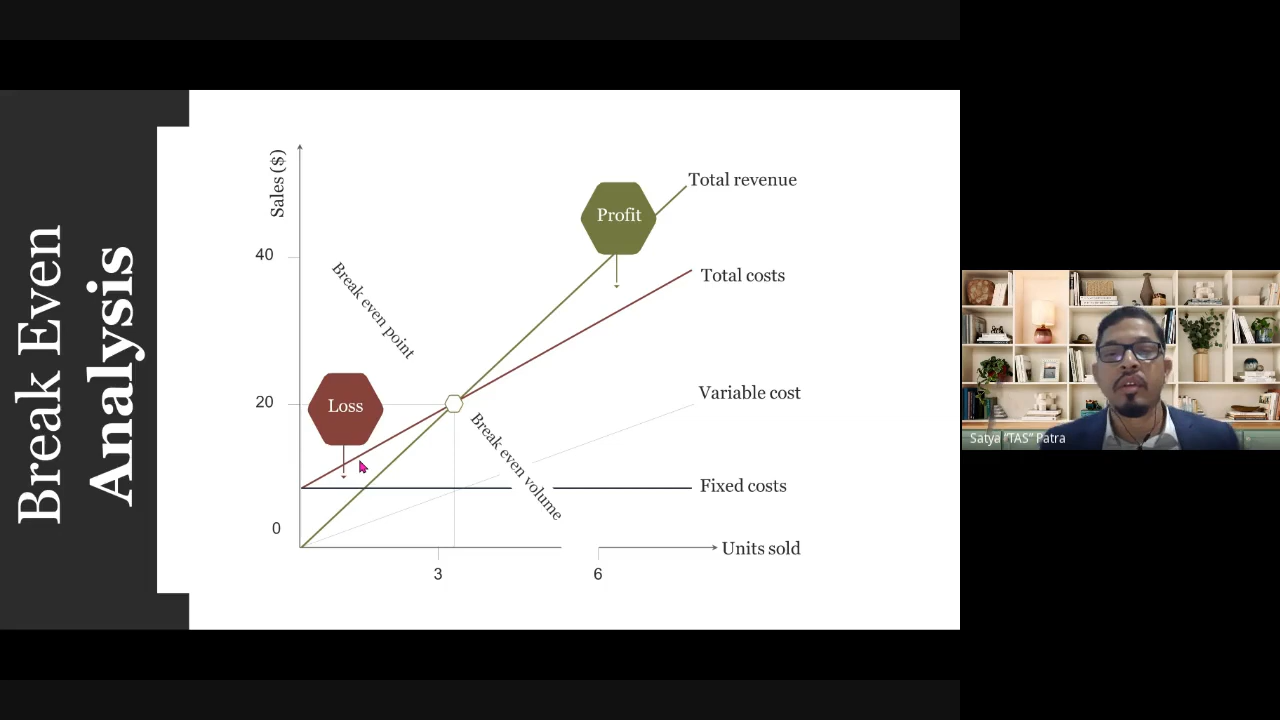 Break Even
Analysis
Sales ($)
Total revenue
Profit
40
Total costs
Break even point
Loss
20
Variable cost
Break even volume
Fixed costs
0
Units sold
3
6
Satya "TAS" Patra